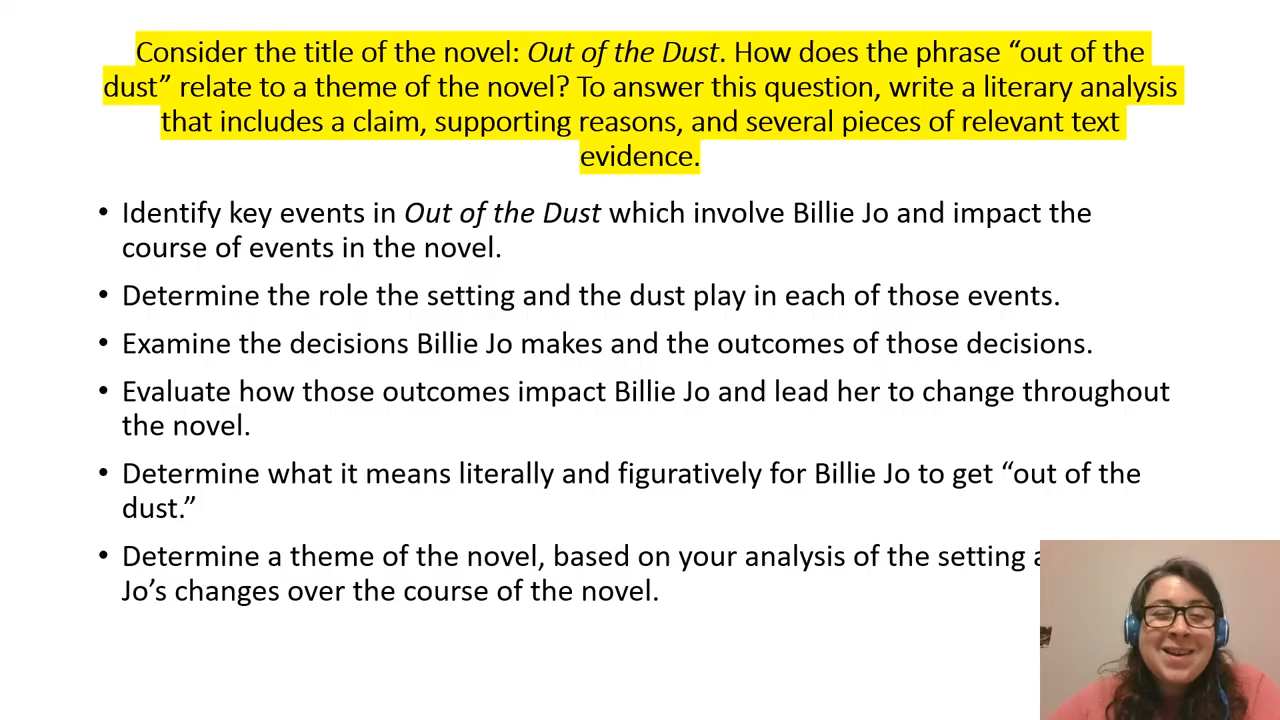 Consider the title of the novel: Out of the Dust. How does the phrase “out of the
dust” relate to a theme of the novel? To answer this question, write a literary analysis
that includes a claim, supporting reasons, and several pieces of relevant text
evidence.
• Identify key events in Out of the Dust which involve Billie Jo and impact the
course of events in the novel.
• Determine the role the setting and the dust play in each of those events.
• Examine the decisions Billie Jo makes and the outcomes of those decisions.
• Evaluate how those outcomes impact Billie Jo and lead her to change throughout
the novel.
• Determine what it means literally and figuratively for Billie Jo to get “out of the
dust.”
• Determine a theme of the novel, based on your analysis of the setting
Jo’s changes over the course of the novel.